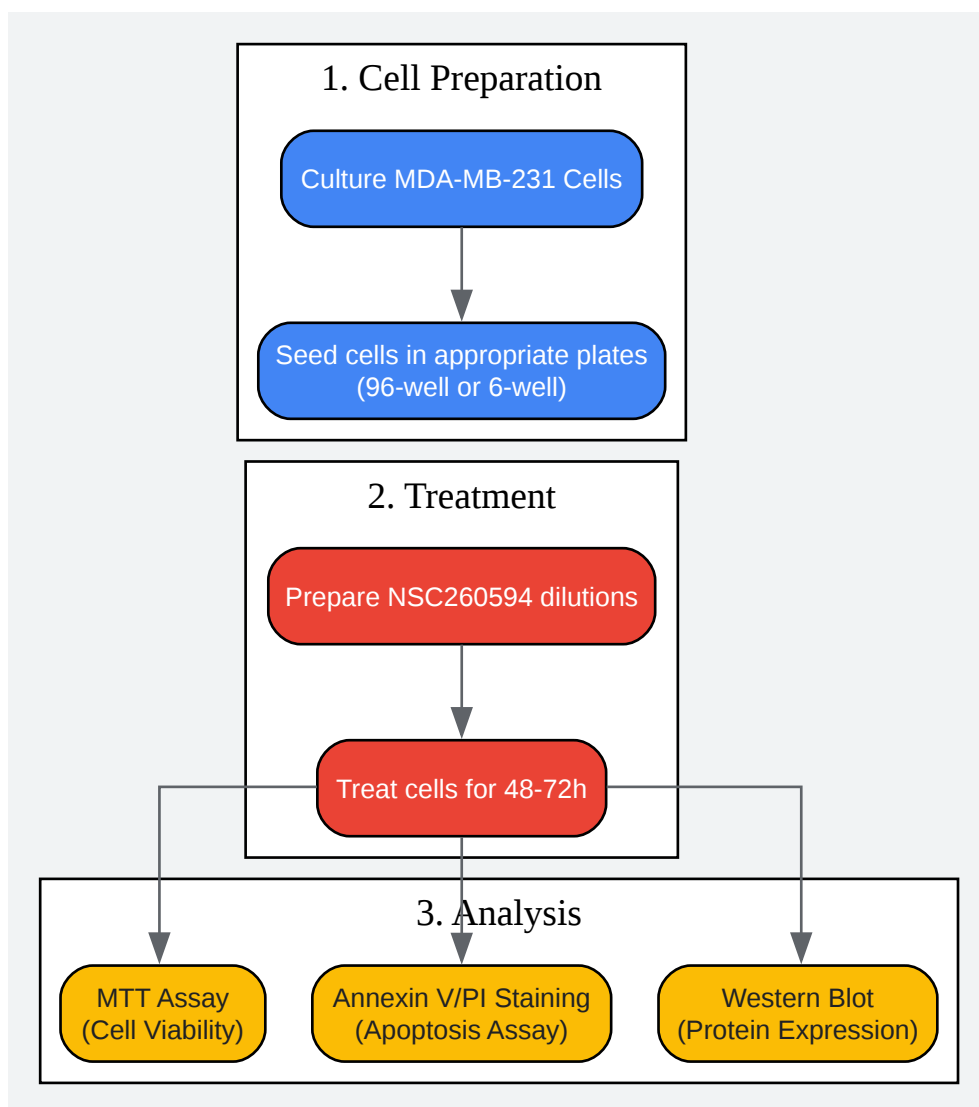 1. Cell Preparation
Culture MDA-MB-231 Cells
Seed cells in appropriate plates
(96-well or 6-well)
2. Treatment
Prepare NSC260594 dilutions
Treat cells for 48-72h
3. Analysis
MTT Assay
(Cell Viability)
Annexin V/PI Staining
(Apoptosis Assay)
Western Blot
(Protein Expression)